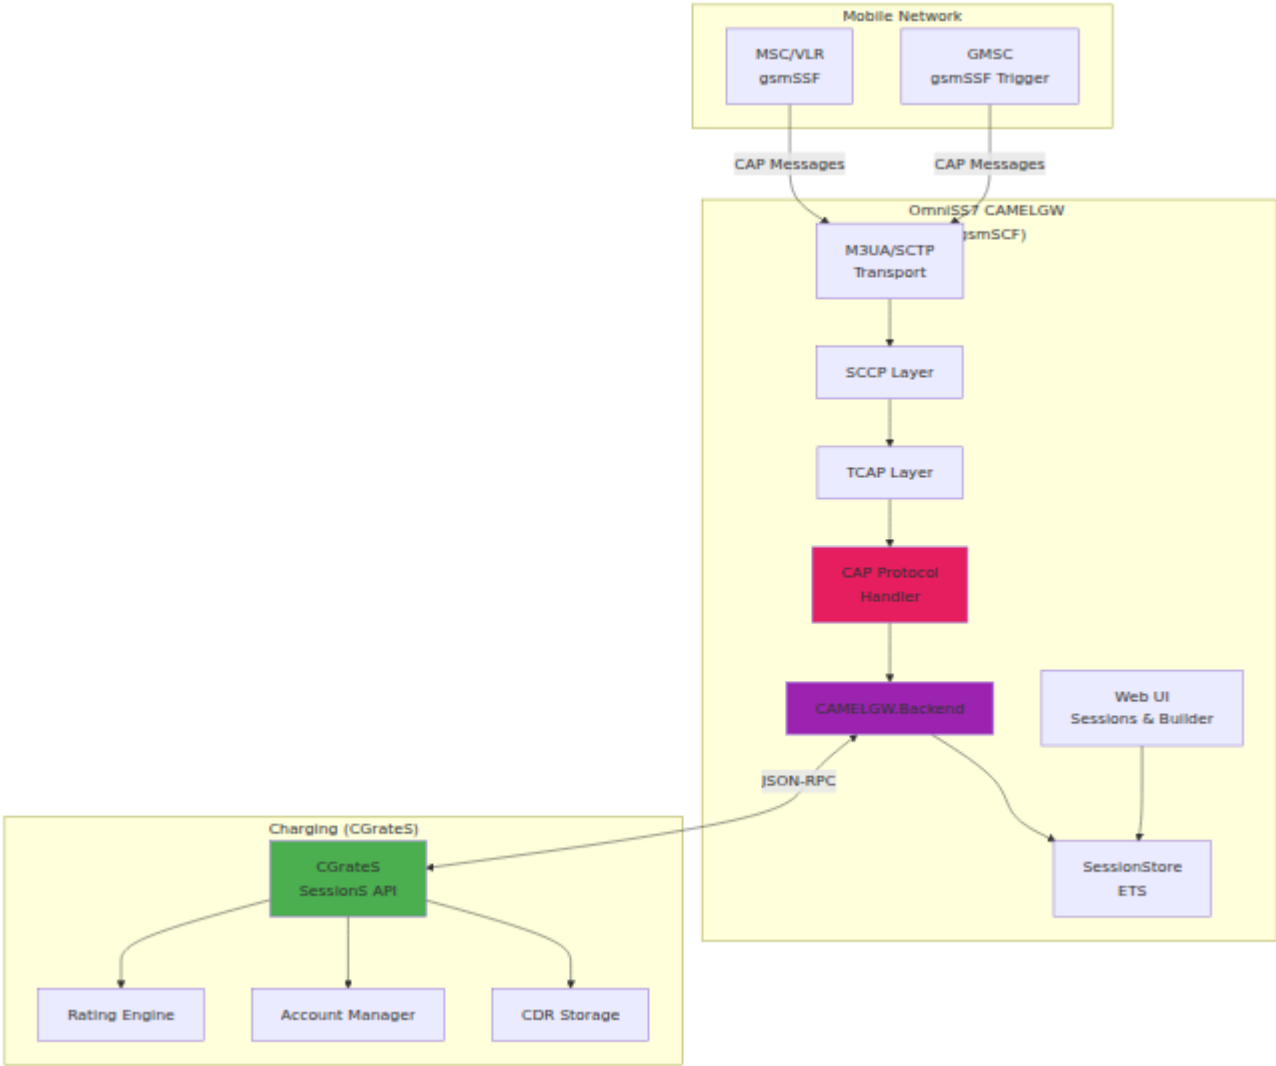 Mobile Network
MSC/VLR
gsmSSF
GMSC
gsmSSF Trigger
CAP Messages
CAP Messages
OmniSS7 CAMELGW
gsmSCF)
M3UA/SCTP
Transport
SCCP Layer
TCAP Layer
CAP Protocol
Handler
CAMELGW.Backend
Web UI
Sessions & Builder
JSON-RPC
SessionStore
ETS
Charging (CGrateS)
CGrateS
SessionS API
Rating Engine
Account Manager
CDR Storage